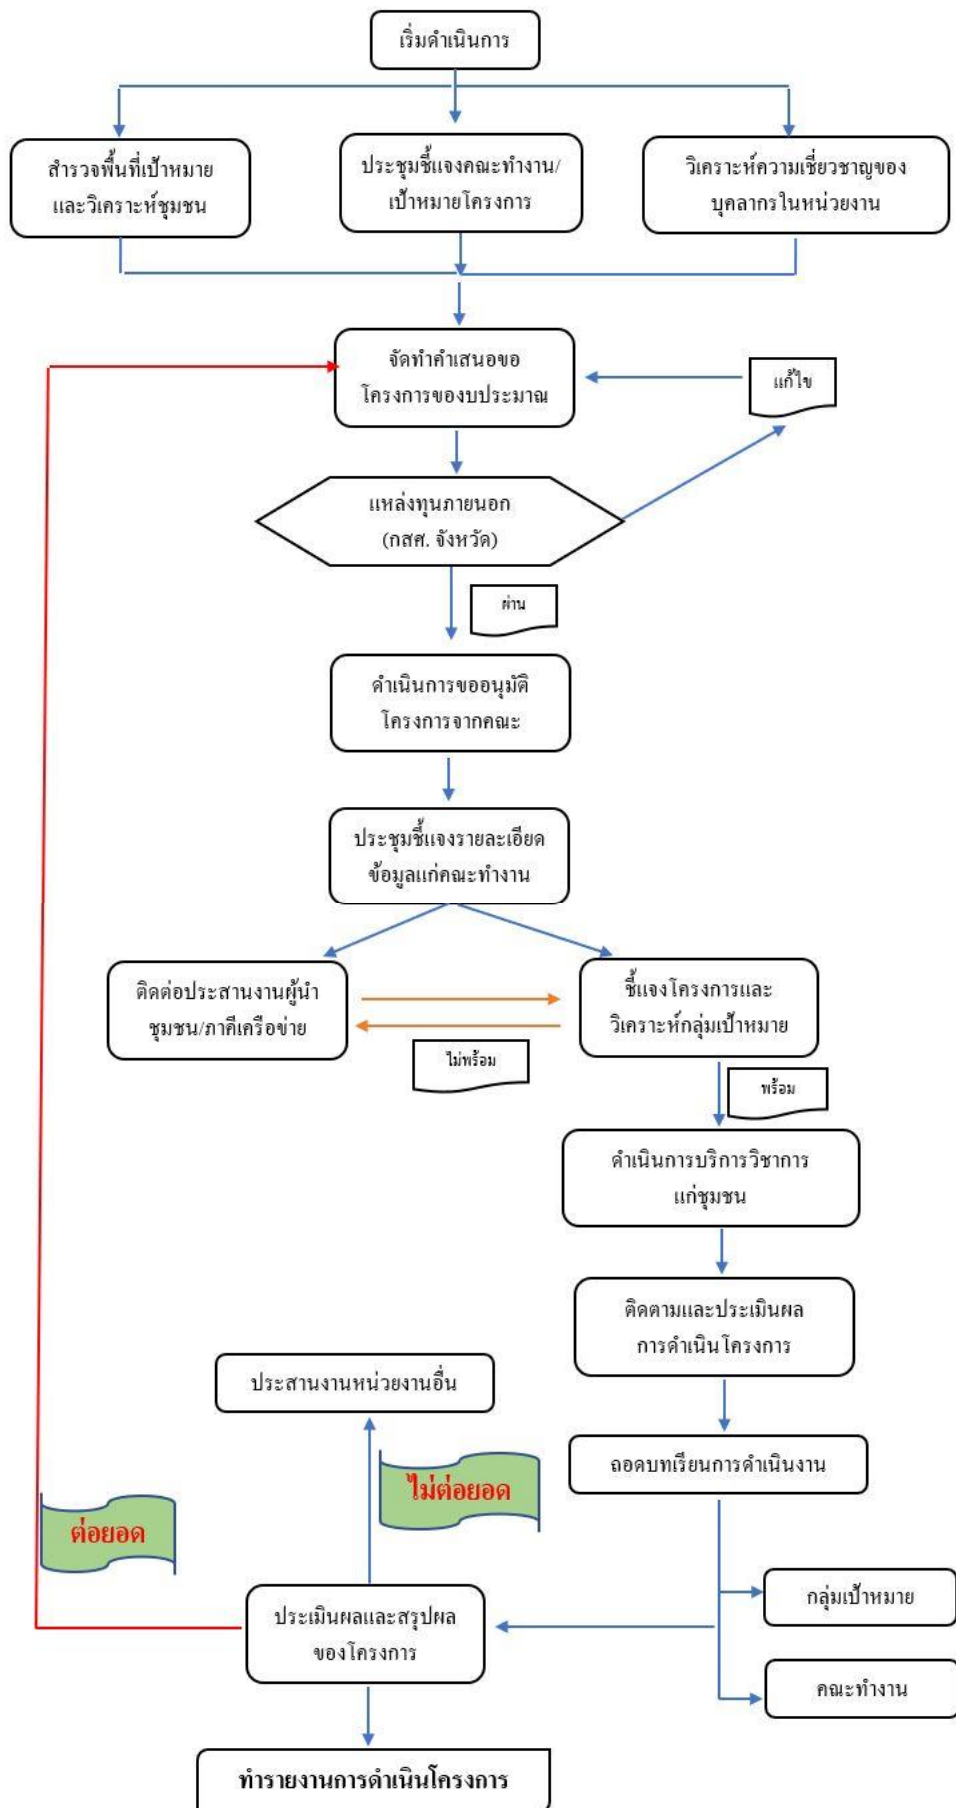 เริ่มดำเนินการ
สำรวจพื้นที่เป้าหมาย
และวิเคราะห์ชุมชน
ประชุมชี้แจงคณะทำงาน/
เป้าหมายโครงการ
วิเคราะห์ความเชี่ยวชาญของ
บุคลากรในหน่วยงาน
จัดทำคำเสนอขอ
โครงการของบประมาณ
แก้ไข
แหล่งทุนภายนอก
(กสศ. จังหวัด)
ผ่าน
ดำเนินการขออนุมัติ
โครงการจากคณะ
ประชุมชี้แจงรายละเอียด
ข้อมูลแก่คณะทำงาน
ติดต่อประสานงานผู้นำ
ชุมชน/ภาคีเครือข่าย
ชี้แจงโครงการและ
วิเคราะห์กลุ่มเป้าหมาย
ไม่พร้อม
พร้อม
ดำเนินการบริการวิชาการ
แก่ชุมชน
ติดตามและประเมินผล
การดำเนินโครงการ
ประสานงานหน่วยงานอื่น
ถอดบทเรียนการดำเนินงาน
ไม่ต่อยอด
ต่อยอด
กลุ่มเป้าหมาย
ประเมินผลและสรุปผล
ของโครงการ
คณะทำงาน
ทำรายงานการดำเนินโครงการ